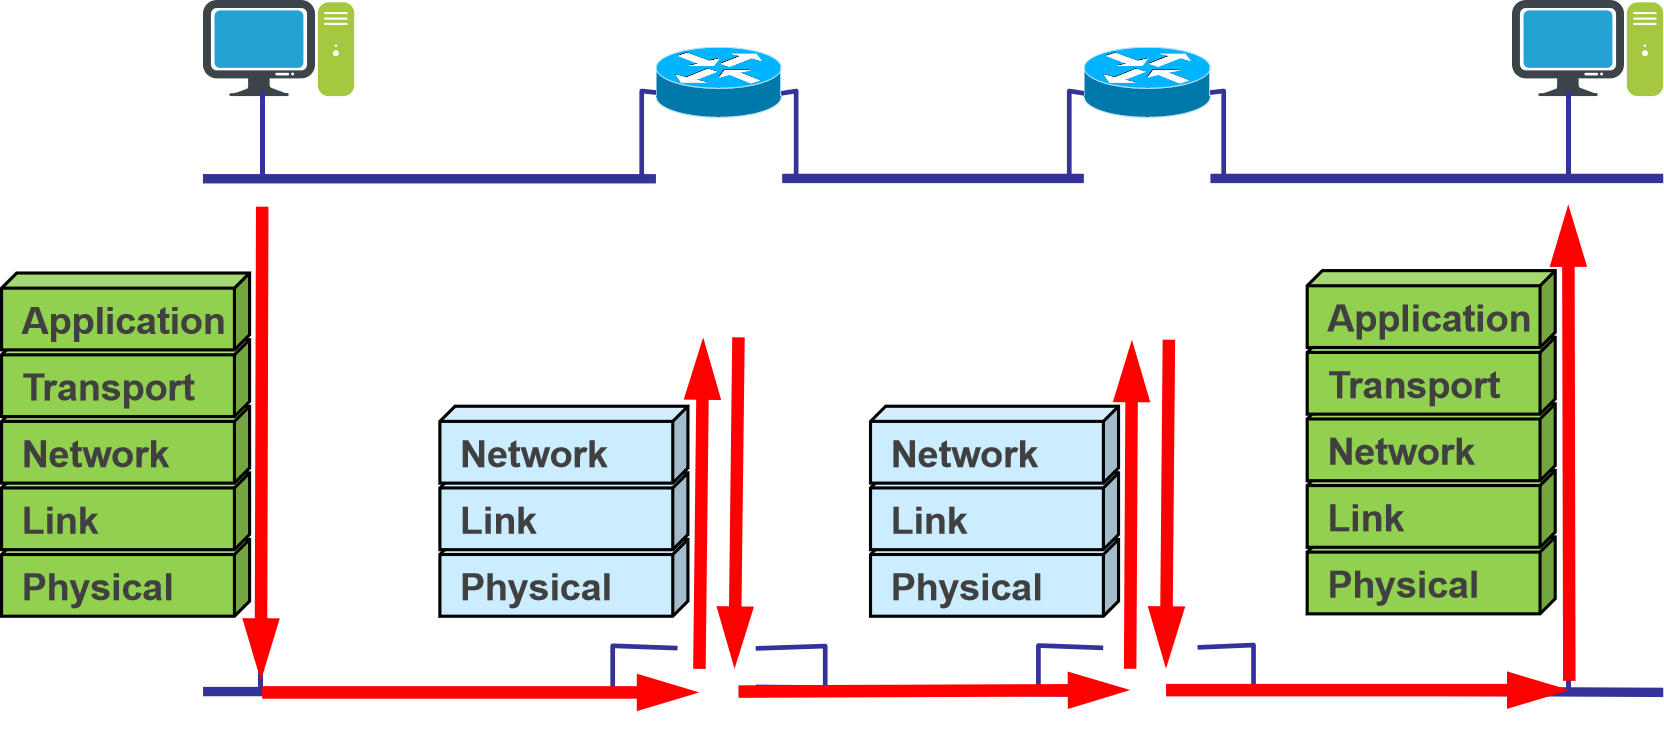 Application
Transport
Network
Link
Physical
Network
Link
Physical
Network
Link
Physical
Application
Transport
Network
Link
Physical